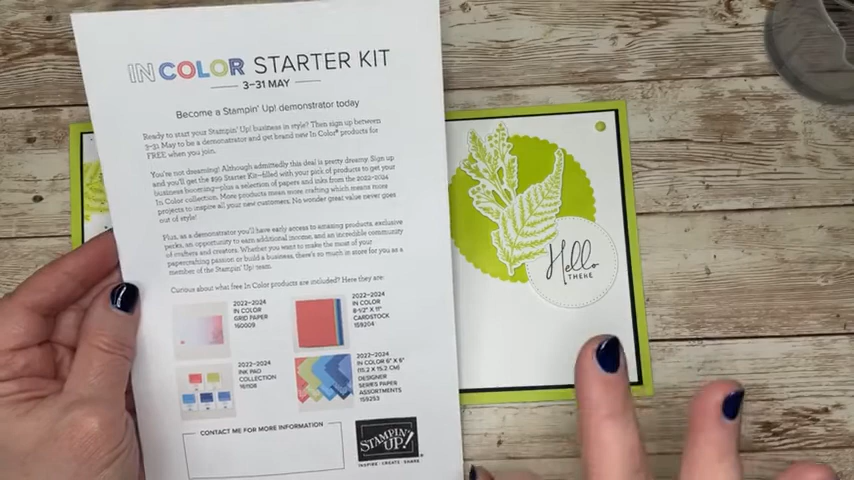 IN COLOR STARTER KIT
3–31 MAY
Become a Stampin' Up! demonstrator today
Ready to start your Stampin' Up! business in style? Then sign up between
3–31 May to be a demonstrator and get brand new In Color® products for
FREE when you join.
You're not dreaming! Although admittedly this deal is pretty dreamy. Sign up
and you'll get the $99 Starter Kit—filled with your pick of products to get your
business booming—plus a selection of papers and inks from the 2022–2024
In Color collection. More products mean more crafting which means more
projects to inspire all your new customers. No wonder great value never goes
out of style!
Plus, as a demonstrator you'll have early access to amazing products, exclusive
perks, an opportunity to earn additional income, and an incredible community
of crafters and creators. Whether you want to make the most of your
papercrafting passion or build a business, there's so much in store for you as a
member of the Stampin' Up! team.
Curious about what free In Color products are included? Here they are:
2022–2024
IN COLOR
GRID PAPER
160009
2022–2024
IN COLOR
8-1/2" X 11"
CARDSTOCK
159204
2022–2024
INK PAD
COLLECTION
161108
2022–2024
IN COLOR 6" X 6"
(15.2 X 15.2 CM)
DESIGNER
SERIES PAPER
ASSORTMENTS
159253
CONTACT ME FOR MORE INFORMATION
STAMPIN' UP!
INSPIRE · CREATE · SHARE
Hello
THERE